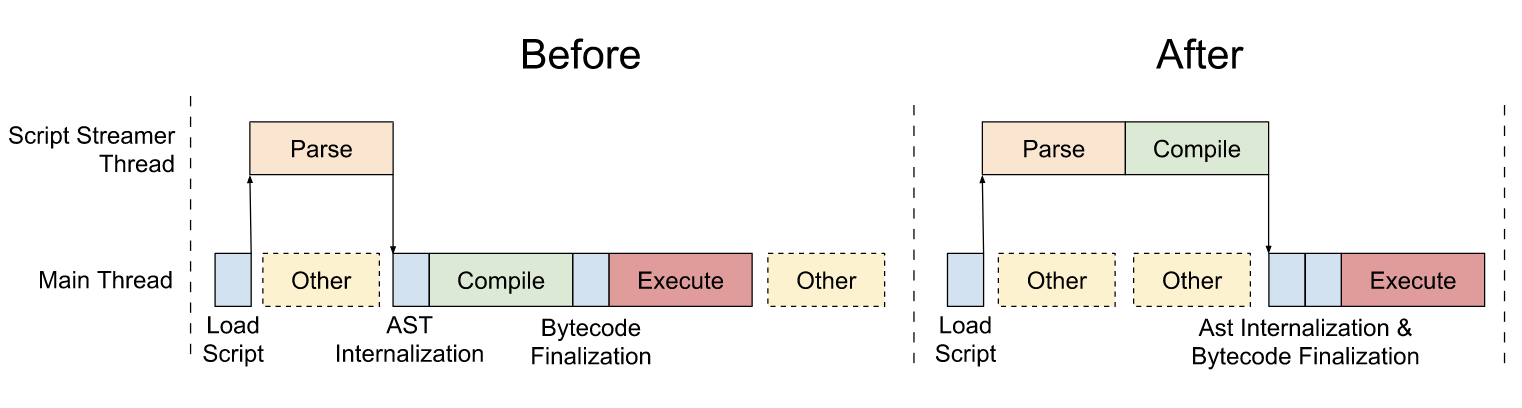 Before
After
Script Streamer
Thread
Parse
Parse
Compile
Main Thread
Other
Compile
Execute
Other
Other
Other
Execute
Load
Script
AST
Internalization
Bytecode
Finalization
Load
Script
Ast Internalization &
Bytecode Finalization